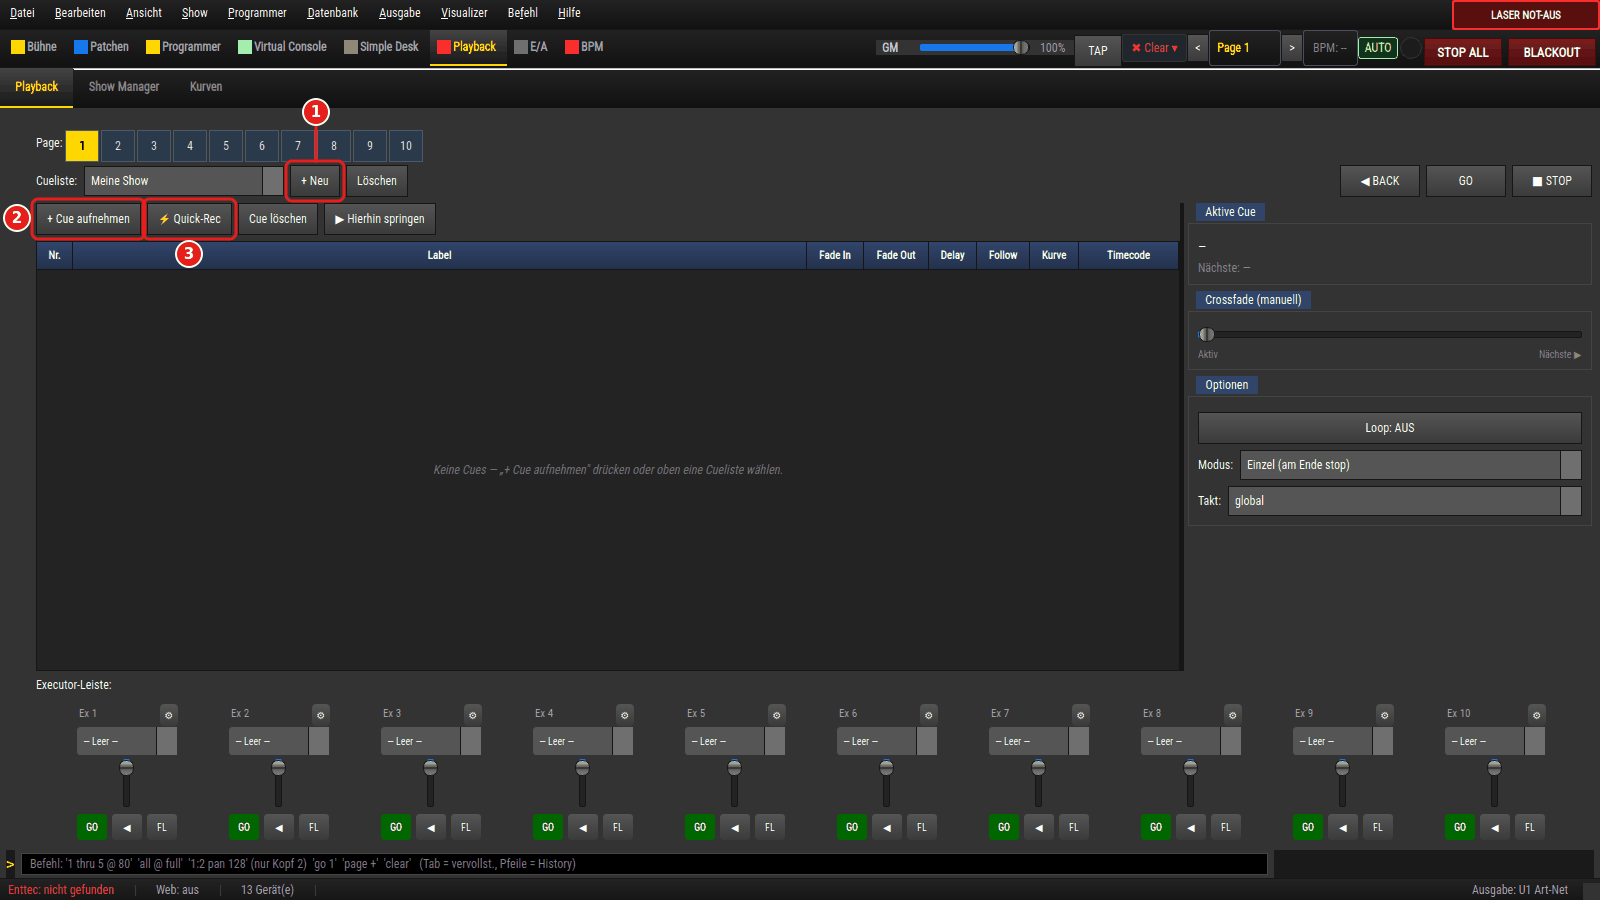 Datei Bearbeiten Ansicht Show Programmer Datenbank Ausgabe Visualizer Befehl Hilfe
LASER NOT-AUS
Bühne Patchen Programmer Virtual Console Simple Desk Playback E/A BPM
GM 100% TAP ✖ Clear ▾ < Page 1 > BPM: -- AUTO STOP ALL BLACKOUT
Playback Show Manager Kurven
1
Page: 1 2 3 4 5 6 7 8 9 10
Cueliste: Meine Show + Neu Löschen ◀ BACK GO ■ STOP
2 + Cue aufnehmen ⚡ Quick-Rec Cue löschen ▶ Hierhin springen
Aktive Cue
3
Nr. Label Fade In Fade Out Delay Follow Kurve Timecode
—
Nächste: —
Crossfade (manuell)
Aktiv Nächste ▶
Optionen
Loop: AUS
Modus: Einzel (am Ende stop)
Keine Cues — „+ Cue aufnehmen" drücken oder oben eine Cueliste wählen.
Takt: global
Executor-Leiste:
Ex 1 ⚙ Ex 2 ⚙ Ex 3 ⚙ Ex 4 ⚙ Ex 5 ⚙ Ex 6 ⚙ Ex 7 ⚙ Ex 8 ⚙ Ex 9 ⚙ Ex 10 ⚙
— Leer — — Leer — — Leer — — Leer — — Leer — — Leer — — Leer — — Leer — — Leer — — Leer —
GO ◀ FL GO ◀ FL GO ◀ FL GO ◀ FL GO ◀ FL GO ◀ FL GO ◀ FL GO ◀ FL GO ◀ FL GO ◀ FL
> Befehl: '1 thru 5 @ 80' 'all @ full' '1:2 pan 128' (nur Kopf 2) 'go 1' 'page +' 'clear' (Tab = vervollst., Pfeile = History)
Enttec: nicht gefunden Web: aus 13 Gerät(e) Ausgabe: U1 Art-Net